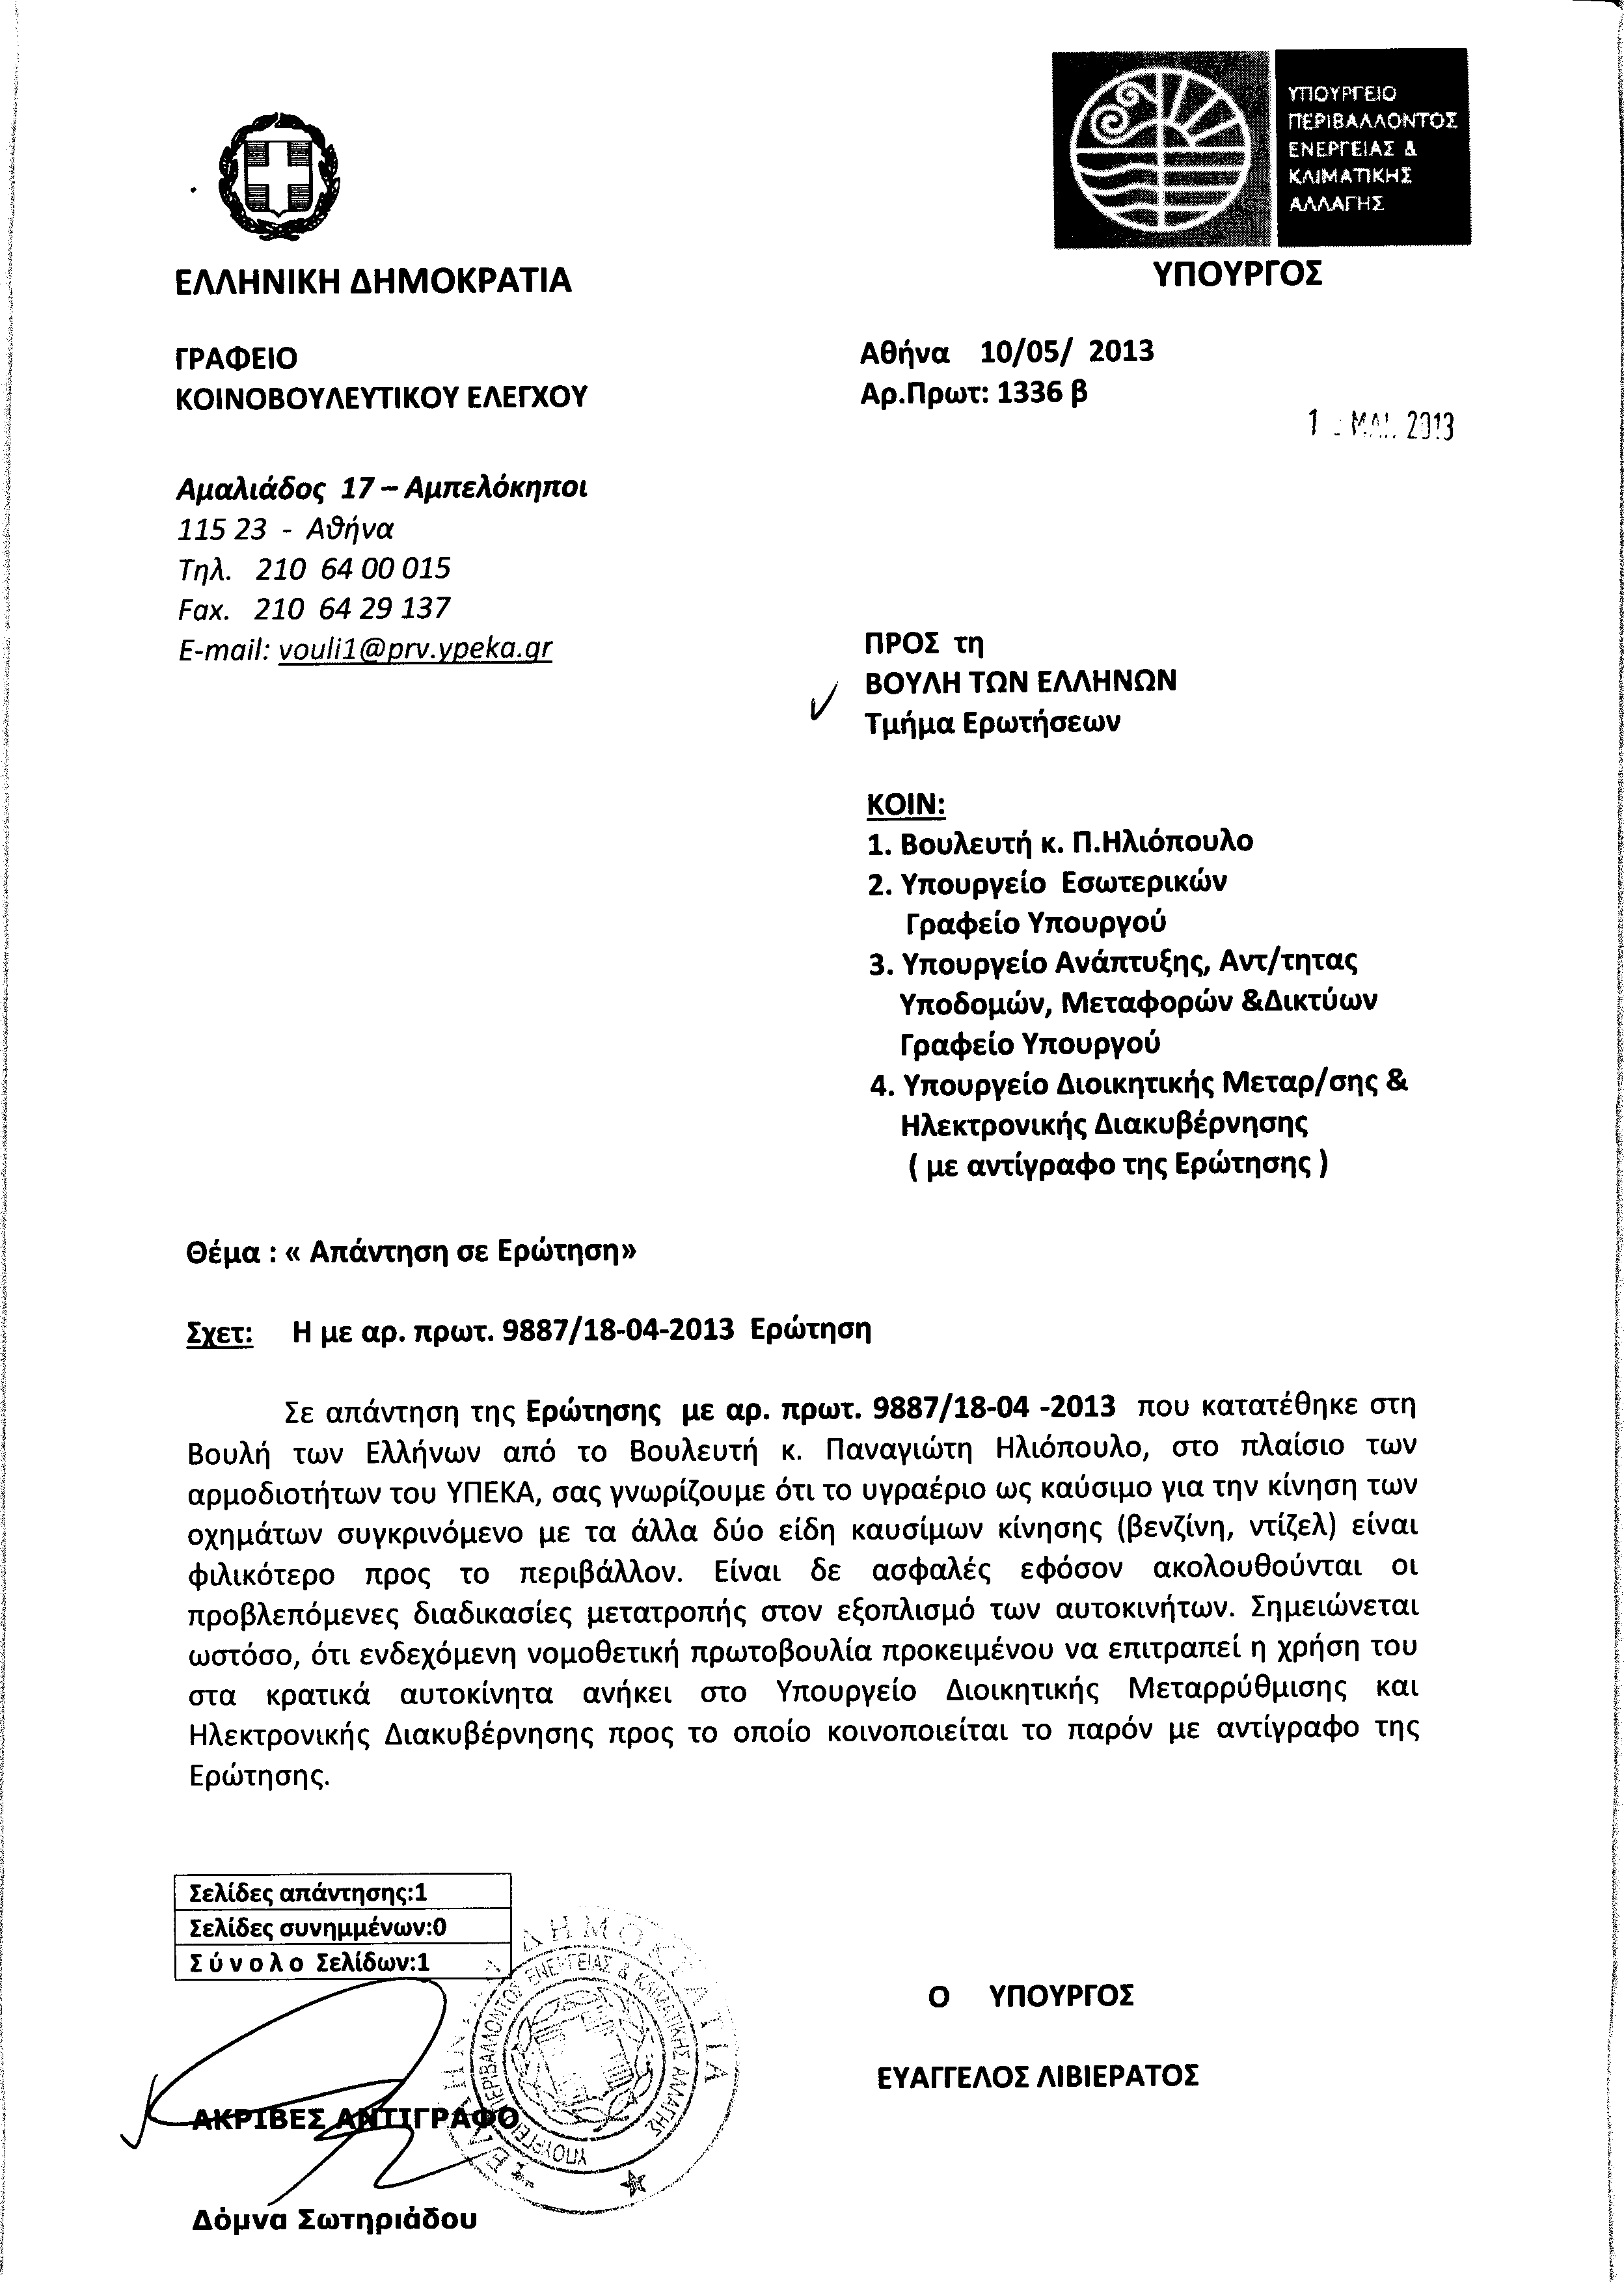 ΥΠΟΥΡΓΕΙΟ
ΠΕΡΙΒΑΛΛΟΝΤΟΣ
ΕΝΕΡΓΕΙΑΣ &
ΚΛΙΜΑΤΙΚΗΣ
ΑΛΛΑΓΗΣ
ΕΛΛΗΝΙΚΗ ΔΗΜΟΚΡΑΤΙΑ
ΥΠΟΥΡΓΟΣ
ΓΡΑΦΕΙΟ
ΚΟΙΝΟΒΟΥΛΕΥΤΙΚΟΥ ΕΛΕΓΧΟΥ
Αθήνα 10/05/ 2013
Αρ.Πρωτ: 1336 β
ΜΑΙ. 2013
Αμαλιάδος 17 – Αμπελόκηποι
115 23 - Αθήνα
Τηλ. 210 64 00 015
Fax. 210 64 29 137
E-mail: vouli1@prv.ypeka.gr
ΠΡΟΣ τη
ΒΟΥΛΗ ΤΩΝ ΕΛΛΗΝΩΝ
Τμήμα Ερωτήσεων
ΚΟΙΝ:
1. Βουλευτή κ. Π.Ηλιόπουλο
2. Υπουργείο Εσωτερικών
Γραφείο Υπουργού
3. Υπουργείο Ανάπτυξης, Αντ/τητας
Υποδομών, Μεταφορών &Δικτύων
Γραφείο Υπουργού
4. Υπουργείο Διοικητικής Μεταρ/σης &
Ηλεκτρονικής Διακυβέρνησης
( με αντίγραφο της Ερώτησης )
Θέμα : « Απάντηση σε Ερώτηση»
Σχετ: Η με αρ. πρωτ. 9887/18-04-2013 Ερώτηση
Σε απάντηση της Ερώτησης με αρ. πρωτ. 9887/18-04 -2013 που κατατέθηκε στη
Βουλή των Ελλήνων από το Βουλευτή κ. Παναγιώτη Ηλιόπουλο, στο πλαίσιο των
αρμοδιοτήτων του ΥΠΕΚΑ, σας γνωρίζουμε ότι το υγραέριο ως καύσιμο για την κίνηση των
οχημάτων συγκρινόμενο με τα άλλα δύο είδη καυσίμων κίνησης (βενζίνη, ντίζελ) είναι
φιλικότερο προς το περιβάλλον. Είναι δε ασφαλές εφόσον ακολουθούνται οι
προβλεπόμενες διαδικασίες μετατροπής στον εξοπλισμό των αυτοκινήτων. Σημειώνεται
ωστόσο, ότι ενδεχόμενη νομοθετική πρωτοβουλία προκειμένου να επιτραπεί η χρήση του
στα κρατικά αυτοκίνητα ανήκει στο Υπουργείο Διοικητικής Μεταρρύθμισης και
Ηλεκτρονικής Διακυβέρνησης προς το οποίο κοινοποιείται το παρόν με αντίγραφο της
Ερώτησης.
Σελίδες απάντησης:1
Σελίδες συνημμένων:0
Σ ύ ν ο λ ο Σελίδων:1
ΕΛΛΗΝΙΚΗ ΔΗΜΟΚΡΑΤΙΑ
ΥΠΟΥΡΓΕΙΟ ΠΕΡΙΒΑΛΛΟΝΤΟΣ ΕΝΕΡΓΕΙΑΣ & ΚΛΙΜΑΤΙΚΗΣ ΑΛΛΑΓΗΣ
Ο ΥΠΟΥΡΓΟΣ
ΕΥΑΓΓΕΛΟΣ ΛΙΒΙΕΡΑΤΟΣ
ΑΚΡΙΒΕΣ ΑΝΤΙΓΡΑΦΟ
Δόμνα Σωτηριάδου